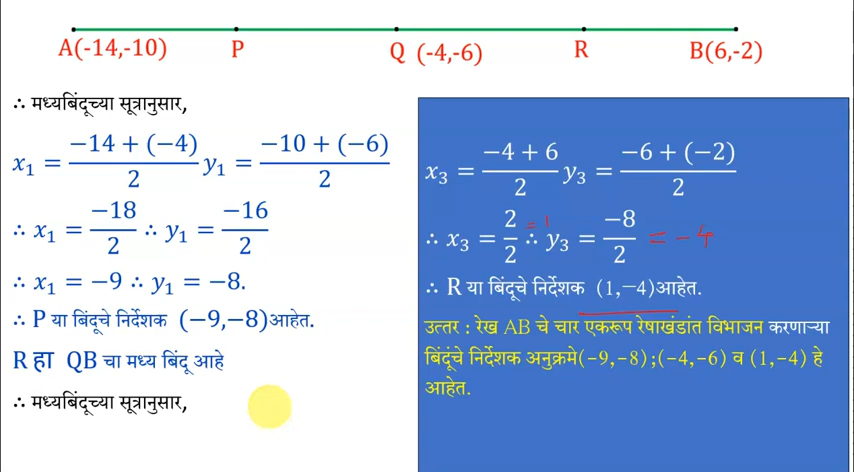 A(-14,-10) P Q (-4,-6) R B(6,-2)
∴ मध्यबिंदूच्या सूत्रानुसार,
x₁ = (−14 + (−4))/2 y₁ = (−10 + (−6))/2
∴ x₁ = −18/2 ∴ y₁ = −16/2
∴ x₁ = −9 ∴ y₁ = −8.
∴ P या बिंदूचे निर्देशक (−9,−8)आहेत.
R हा QB चा मध्य बिंदू आहे
∴ मध्यबिंदूच्या सूत्रानुसार,
x₃ = (−4 + 6)/2 y₃ = (−6 + (−2))/2
∴ x₃ = 2/2 = 1 ∴ y₃ = −8/2 = −4
∴ R या बिंदूचे निर्देशक (1,−4)आहेत.
उत्तर : रेख AB चे चार एकरूप रेषाखंडांत विभाजन करणाऱ्या
बिंदूंचे निर्देशक अनुक्रमे(−9,−8);(−4,−6) व (1,−4) हे
आहेत.